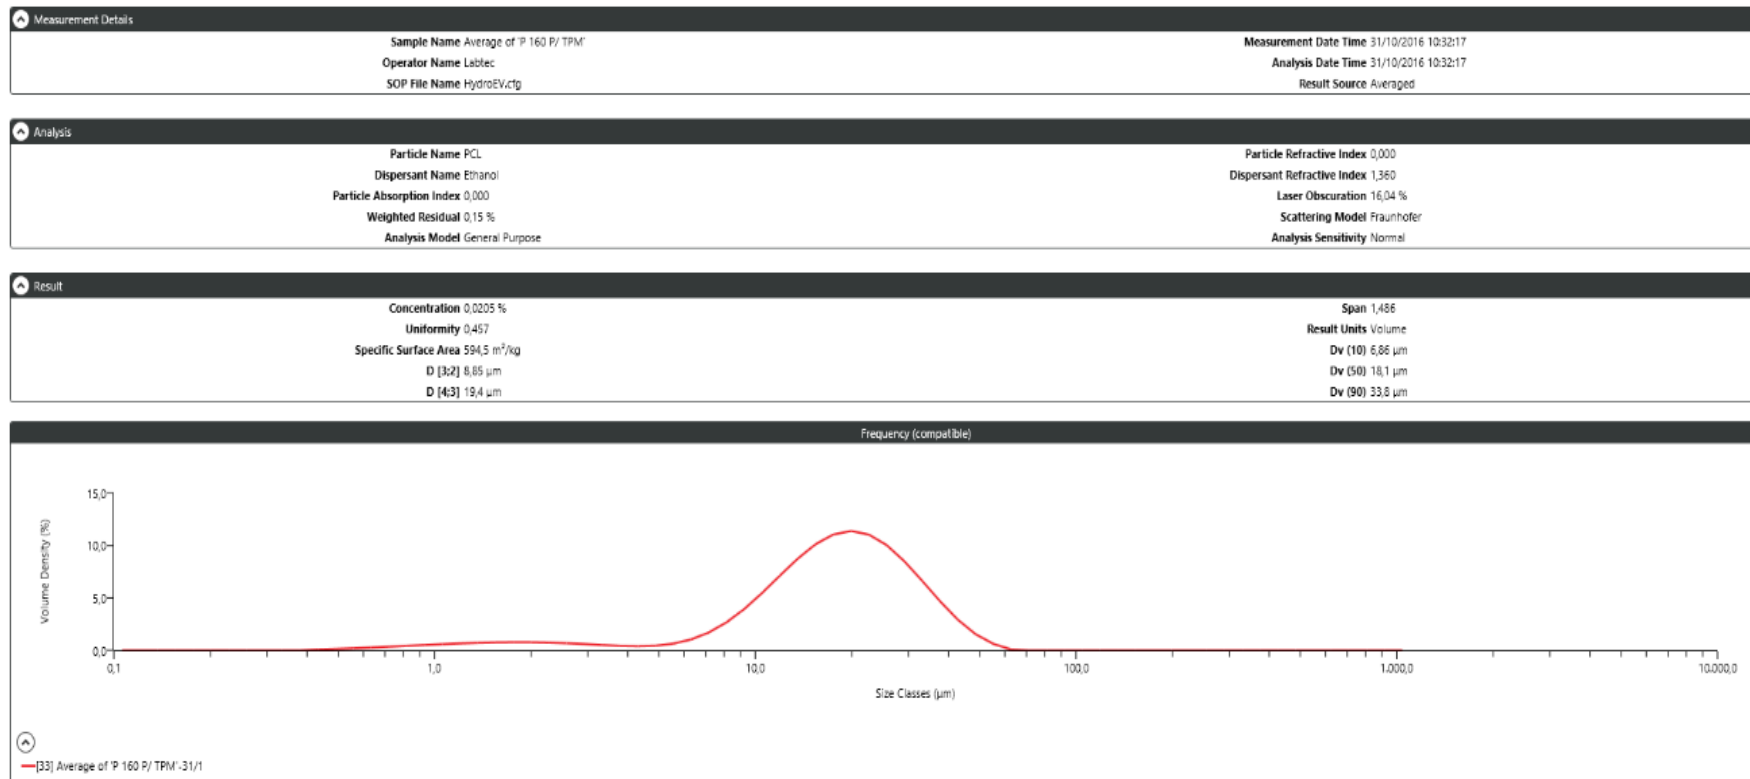 Measurement Details
Sample Name Average of 'P 160 P/ TPM'
Measurement Date Time 31/10/2016 10:32:17
Operator Name Labtec
Analysis Date Time 31/10/2016 10:32:17
SOP File Name HydroEV.cfg
Result Source Averaged
Analysis
Particle Name PCL
Particle Refractive Index 0,000
Dispersant Name Ethanol
Dispersant Refractive Index 1,360
Particle Absorption Index 0,000
Laser Obscuration 16,04 %
Weighted Residual 0,15 %
Scattering Model Fraunhofer
Analysis Model General Purpose
Analysis Sensitivity Normal
Result
Concentration 0,0205 %
Span 1,486
Uniformity 0,457
Result Units Volume
Specific Surface Area 594,5 m²/kg
Dv (10) 6,86 µm
D [3;2] 8,85 µm
Dv (50) 18,1 µm
D [4;3] 19,4 µm
Dv (90) 33,8 µm
Frequency (compatible)
Volume Density (%)
15,0
10,0
5,0
0,0
0,1 1,0 10,0 100,0 1.000,0 10.000,0
Size Classes (µm)
[33] Average of 'P 160 P/ TPM'-31/1